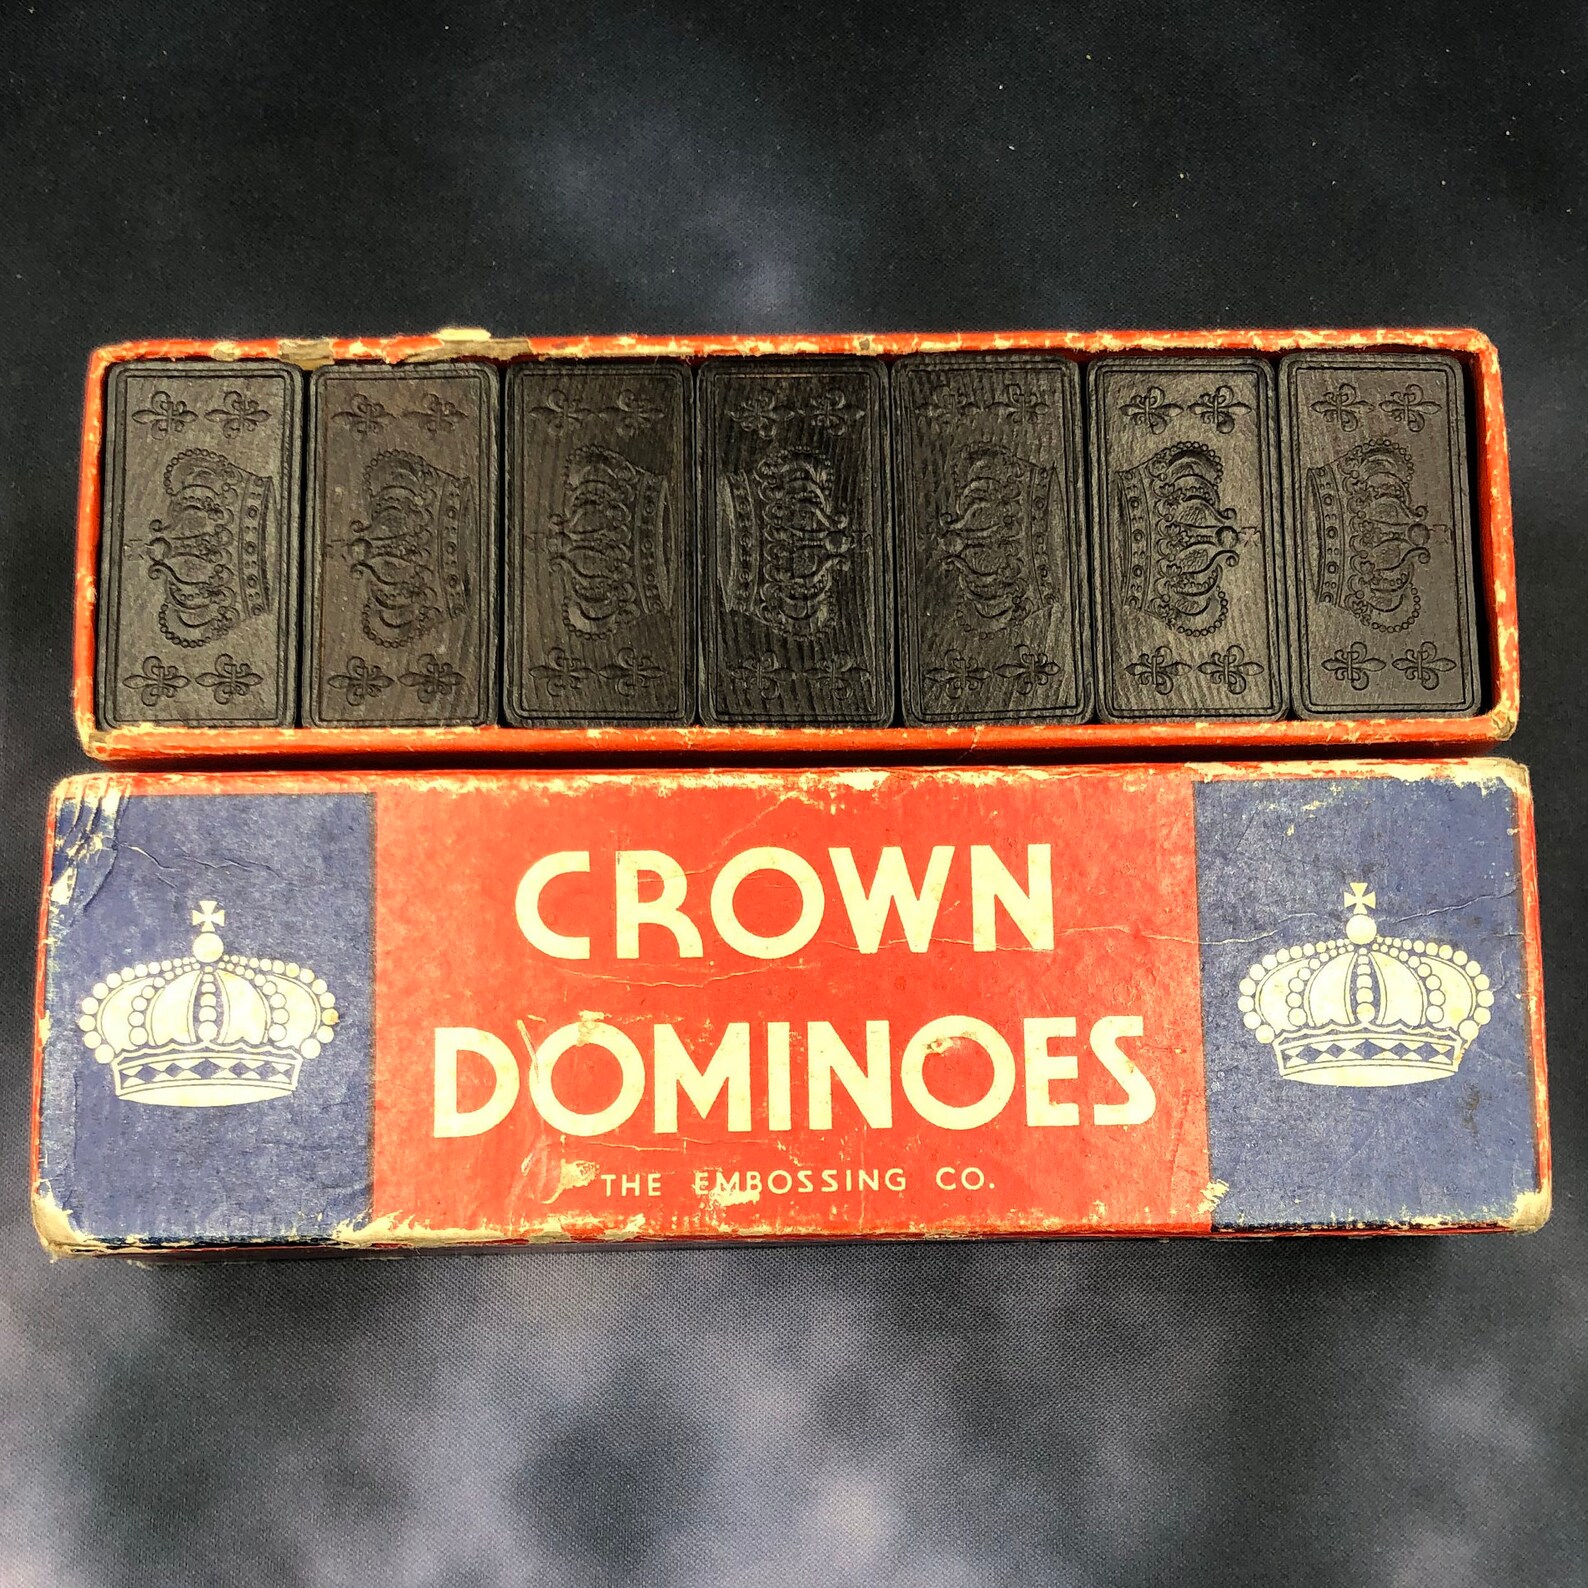 CROWN
DOMINOES
THE EMBOSSING CO.